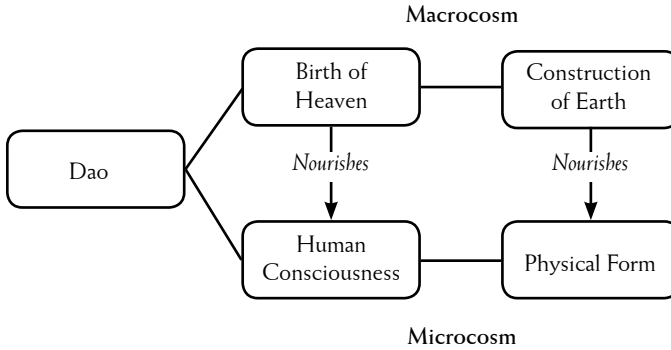 Macrocosm
Birth of
Heaven
Construction
of Earth
Dao
Nourishes
Nourishes
Human
Consciousness
Physical Form
Microcosm